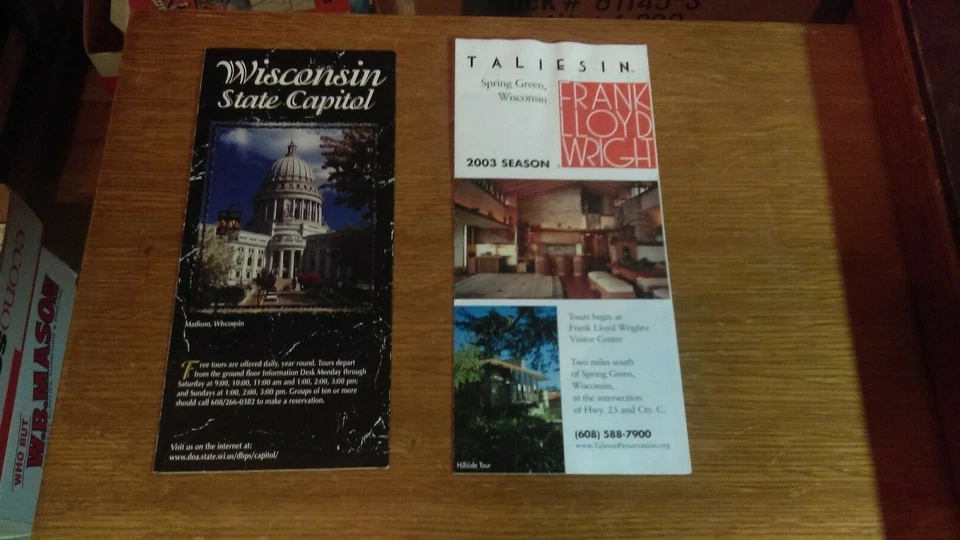 Wisconsin
State Capitol
Madison, Wisconsin
Free tours are offered daily, year round. Tours depart
from the ground floor Information Desk Monday through
Saturday at 9:00, 10:00, 11:00 am and 1:00, 2:00, 3:00 pm;
and Sundays at 1:00, 2:00, 3:00 pm. Groups of ten or more
should call 608/266-0382 to make a reservation.
Visit us on the internet at:
www.doa.state.wi.us/dbps/capitol/
TALIESIN®
Spring Green,
Wisconsin
FRANK
LLOYD
WRIGHT
2003 SEASON
Tours begin at
Frank Lloyd Wright®
Visitor Center
Two miles south
of Spring Green,
Wisconsin,
at the intersection
of Hwy. 23 and Cty. C.
(608) 588-7900
www.TaliesinPreservation.org
Hillside Tour
WHO BUT
W.B.MASON